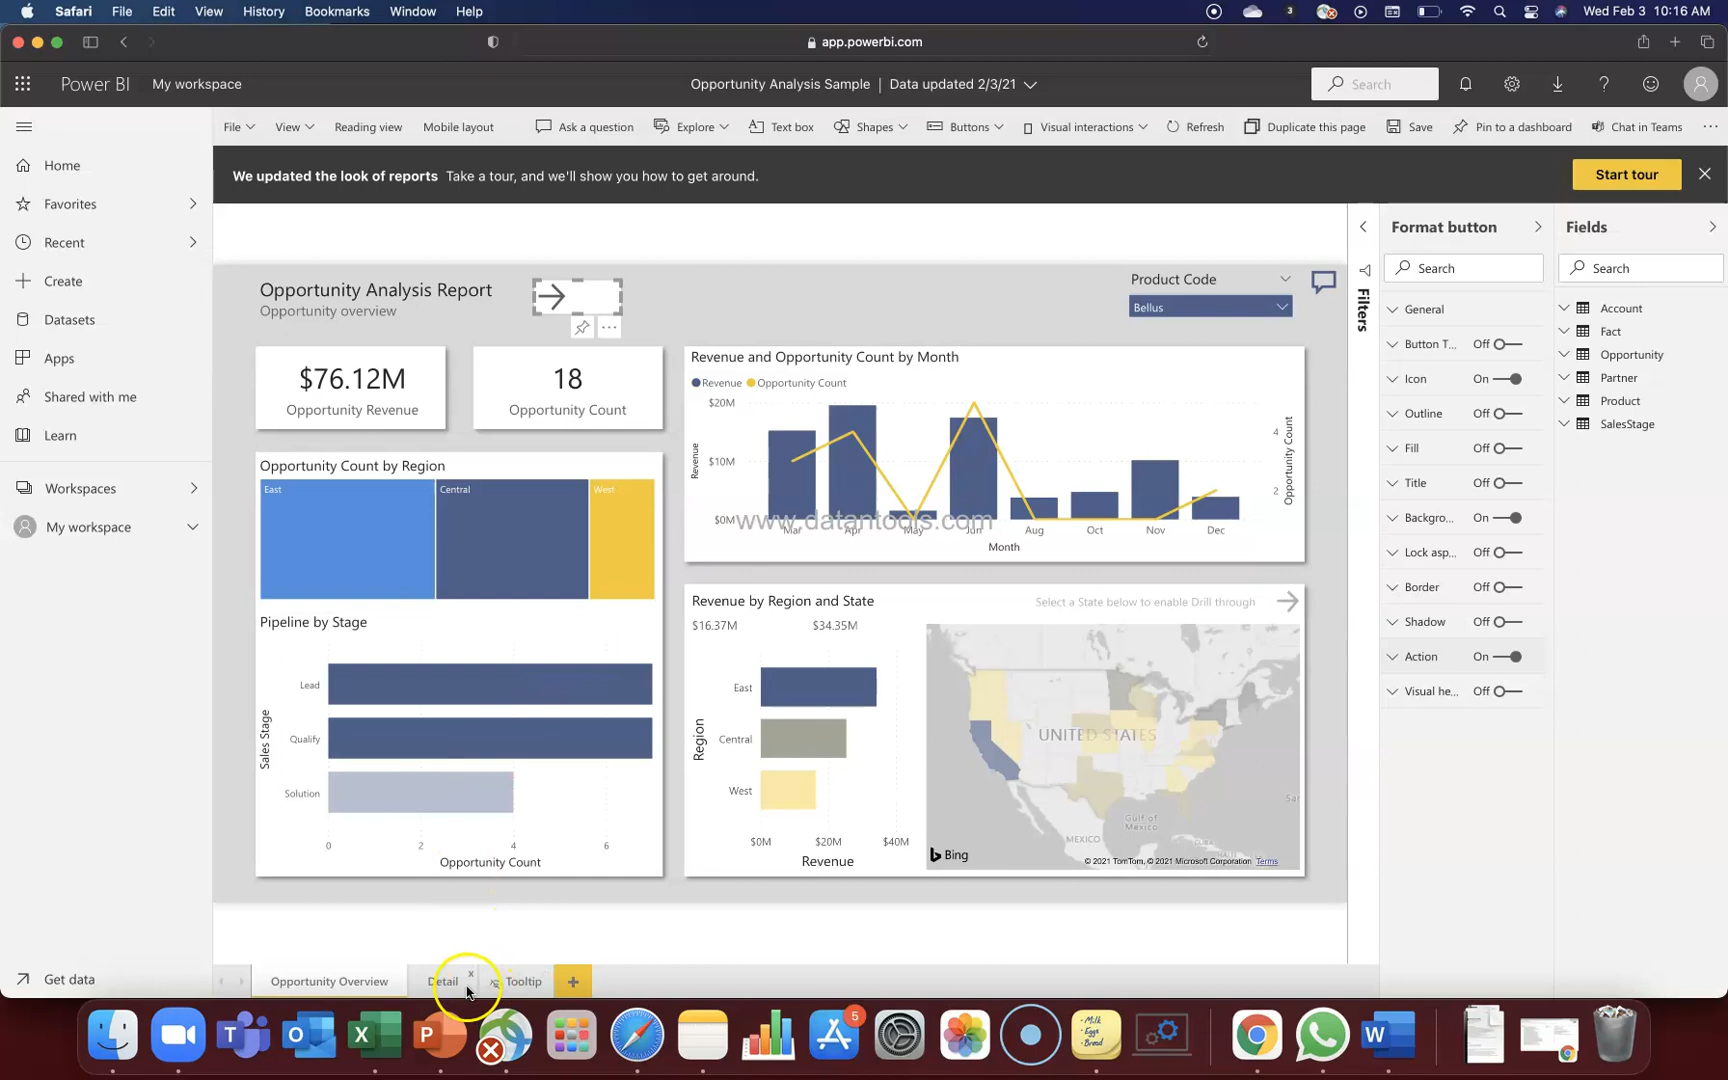 Safari File Edit View History Bookmarks Window Help 3 Wed Feb 3 10:16 AM
app.powerbi.com
Power BI My workspace Opportunity Analysis Sample | Data updated 2/3/21 Search
File View Reading view Mobile layout Ask a question Explore Text box Shapes Buttons Visual interactions Refresh Duplicate this page Save Pin to a dashboard Chat in Teams
We updated the look of reports Take a tour, and we'll show you how to get around. Start tour
Home
Favorites
Recent
Create
Datasets
Apps
Shared with me
Learn
Workspaces
My workspace
Get data
Opportunity Analysis Report
Opportunity overview
Product Code
Bellus
$76.12M
Opportunity Revenue
18
Opportunity Count
Opportunity Count by Region
East Central West
Pipeline by Stage
Sales Stage
Lead
Qualify
Solution
0 2 4 6
Opportunity Count
Revenue and Opportunity Count by Month
Revenue Opportunity Count
Revenue
$20M
$10M
$0M
4
2
Opportunity Count
www.datantools.com
Mar Apr May Jun Aug Oct Nov Dec
Month
Revenue by Region and State
Select a State below to enable Drill through
$16.37M $34.35M
Region
East
Central
West
$0M $20M $40M
Revenue
UNITED STATES
MEXICO
Gulf of
Mexico
Bing
© 2021 TomTom, © 2021 Microsoft Corporation Terms
Filters
Format button
Search
General
Button T... Off
Icon On
Outline Off
Fill Off
Title Off
Backgro... On
Lock asp... Off
Border Off
Shadow Off
Action On
Visual he... Off
Fields
Search
Account
Fact
Opportunity
Partner
Product
SalesStage
Opportunity Overview Detail x Tooltip +
5
Milk
Eggs
Bread